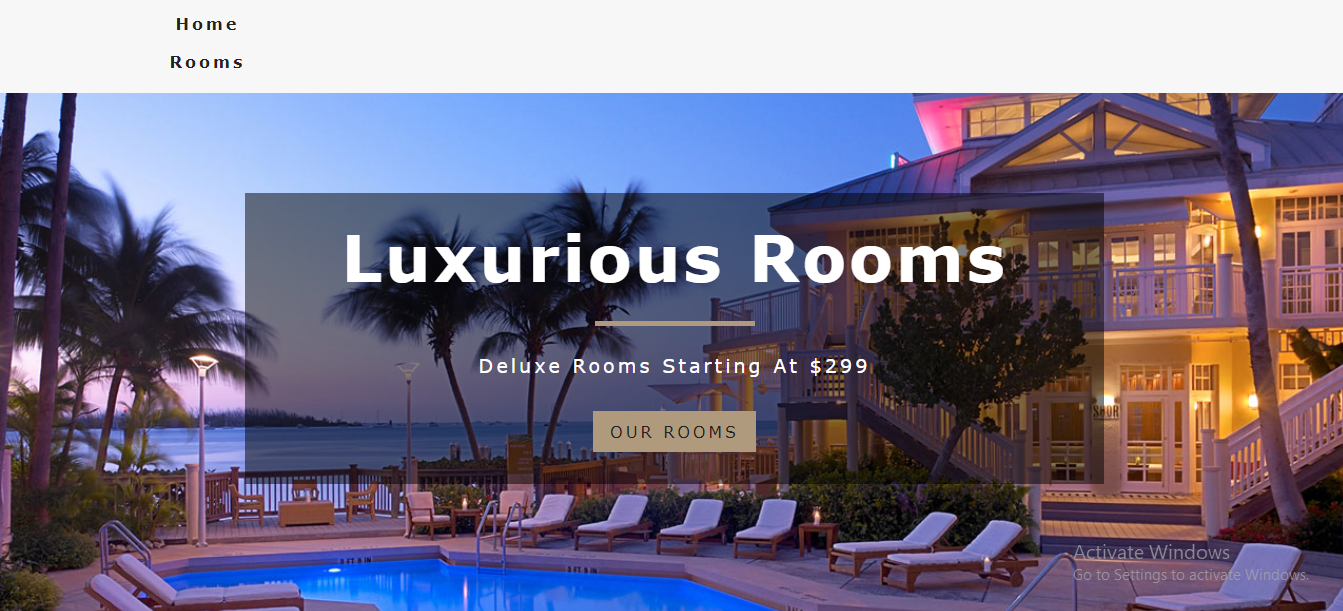 Home
Rooms
Luxurious Rooms
Deluxe Rooms Starting At $299
OUR ROOMS
SHOR
Activate Windows
Go to Settings to activate Windows.